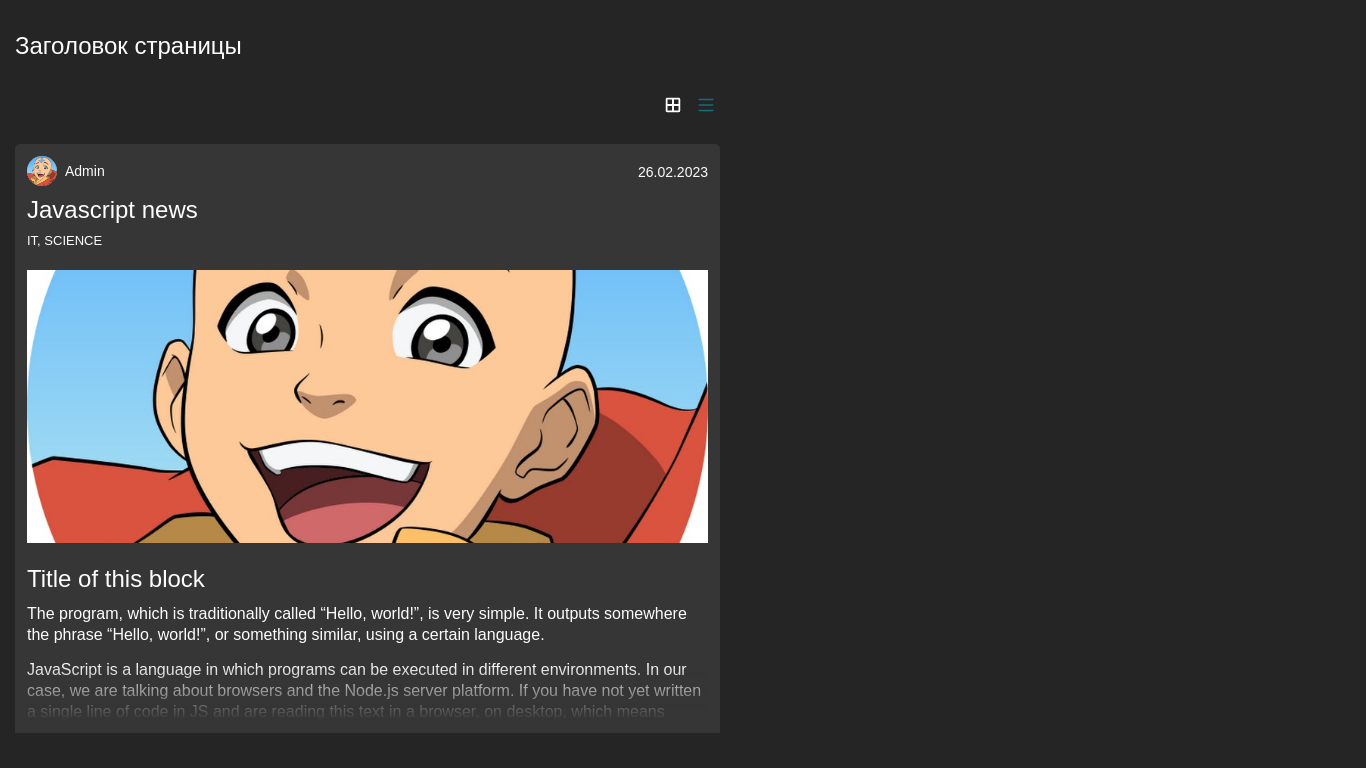 Заголовок страницы
Admin
26.02.2023
Javascript news
IT, SCIENCE
Title of this block
The program, which is traditionally called “Hello, world!”, is very simple. It outputs somewhere
the phrase “Hello, world!”, or something similar, using a certain language.
JavaScript is a language in which programs can be executed in different environments. In our
case, we are talking about browsers and the Node.js server platform. If you have not yet written
a single line of code in JS and are reading this text in a browser, on desktop, which means